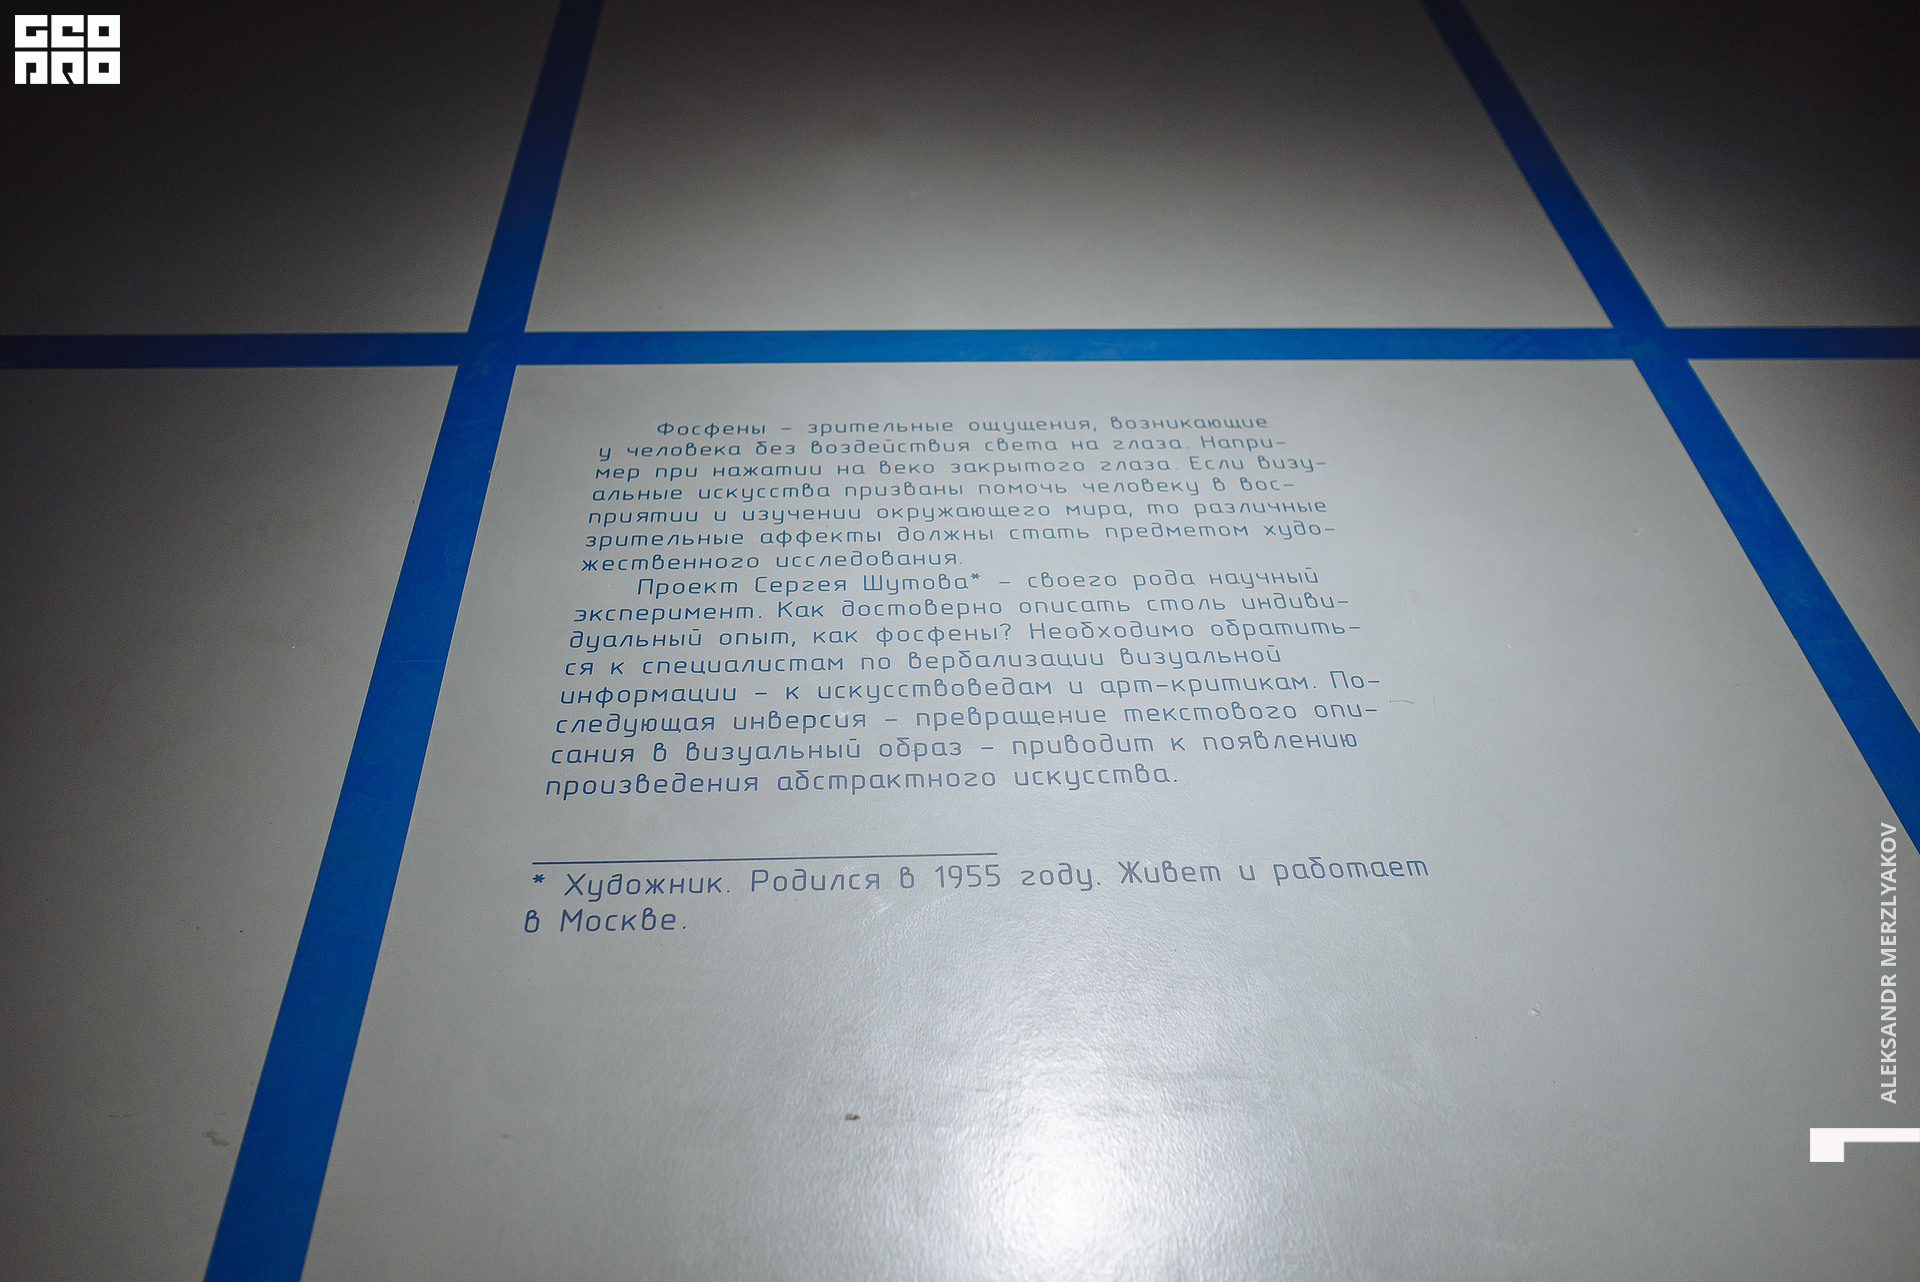 GEO
PRO
Фосфены – зрительные ощущения, возникающие
у человека без воздействия света на глаза. Напри-
мер при нажатии на веко закрытого глаза. Если визу-
альные искусства призваны помочь человеку в вос-
приятии и изучении окружающего мира, то различные
зрительные аффекты должны стать предметом худо-
жественного исследования.
Проект Сергея Шутова* – своего рода научный
эксперимент. Как достоверно описать столь индиви-
дуальный опыт, как фосфены? Необходимо обратить-
ся к специалистам по вербализации визуальной
информации – к искусствоведам и арт-критикам. По-
следующая инверсия – превращение текстового опи-
сания в визуальный образ – приводит к появлению
произведения абстрактного искусства.
* Художник. Родился в 1955 году. Живет и работает
в Москве.
ALEKSANDR MERZLYAKOV